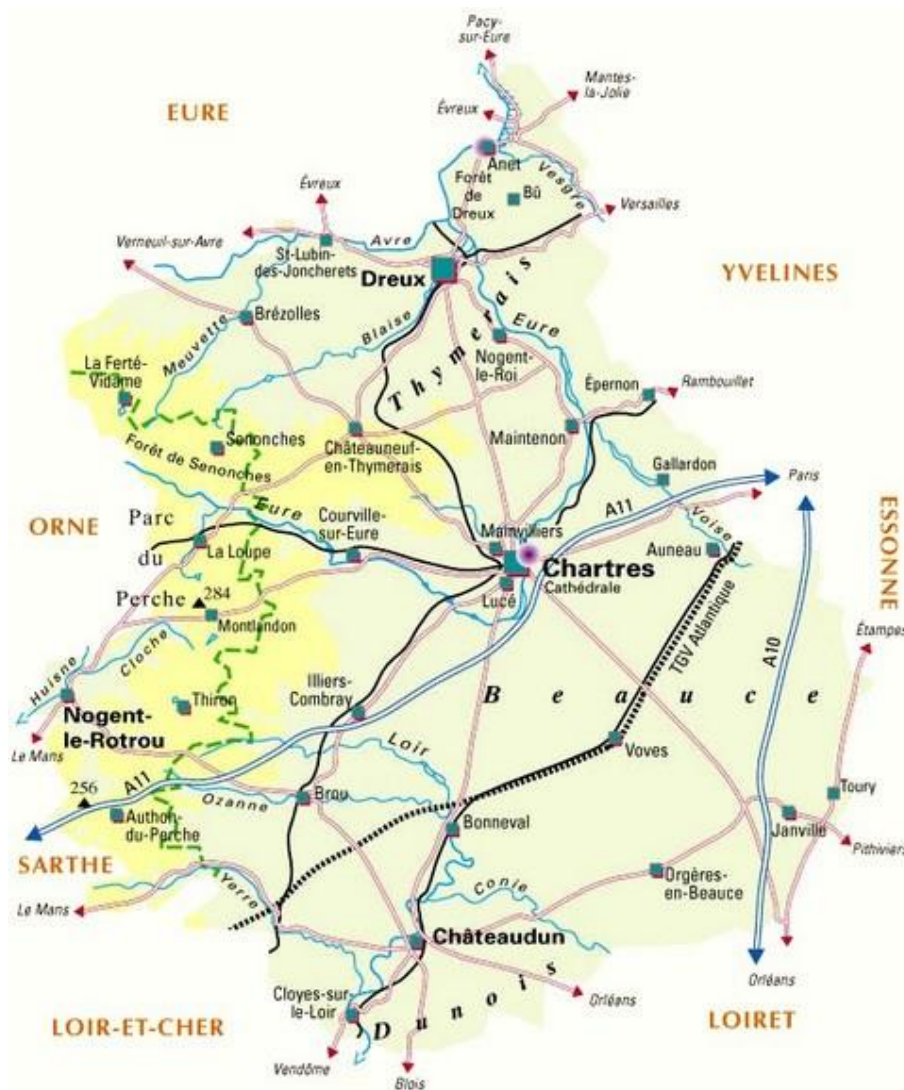 Pacy-
sur-Eure
Mantes-
la-Jolie
EURE
Évreux
Anet
Vesgre
Forêt
de
Dreux
Bû
Évreux
Versailles
Avre
Verneuil-sur-Avre
St-Lubin-
des-Joncherets
Dreux
YVELINES
Thymerais
Brézolles
Blaise
Eure
Meuvette
Nogent-
le-Roi
La Ferté-
Vidame
Épernon
Rambouillet
Senonches
Châteauneuf-
en-Thymerais
Maintenon
Forêt de Senonches
Gallardon
Paris
A11
Eure
Courville-
sur-Eure
Mainvilliers
Voise
ESSONNE
ORNE
Parc
du
Perche
La Loupe
Auneau
Chartres
Cathédrale
Lucé
284
Montlandon
TGV Atlantique
A10
Étampes
Cloche
Huisne
Illiers-
Combray
Thiron
Beauce
Nogent-
le-Rotrou
Loir
Voves
Le Mans
A11
256
Ozanne
Brou
Toury
Authon-
du-Perche
Bonneval
Janville
Pithiviers
SARTHE
Orgères-
en-Beauce
Conie
Yerre
Le Mans
Châteaudun
Orléans
Orléans
Cloyes-sur-
le-Loir
Dunois
LOIR-ET-CHER
LOIRET
Vendôme
Blois